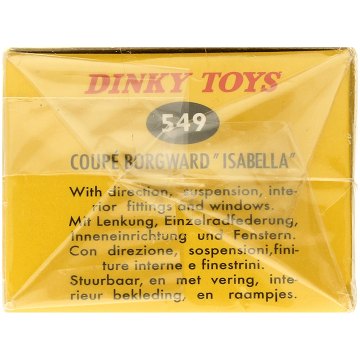 DINKY TOYS
549
COUPÉ BORGWARD "ISABELLA"
With direction, suspension, inte-
rior fittings and windows.
Mit Lenkung, Einzelradfederung,
Inneneinrichtung und Fenstern.
Con direzione, sospensioni,fini-
ture interne e finestrini.
Stuurbaar, en met vering, inte-
rieur bekleding, en raampjes.